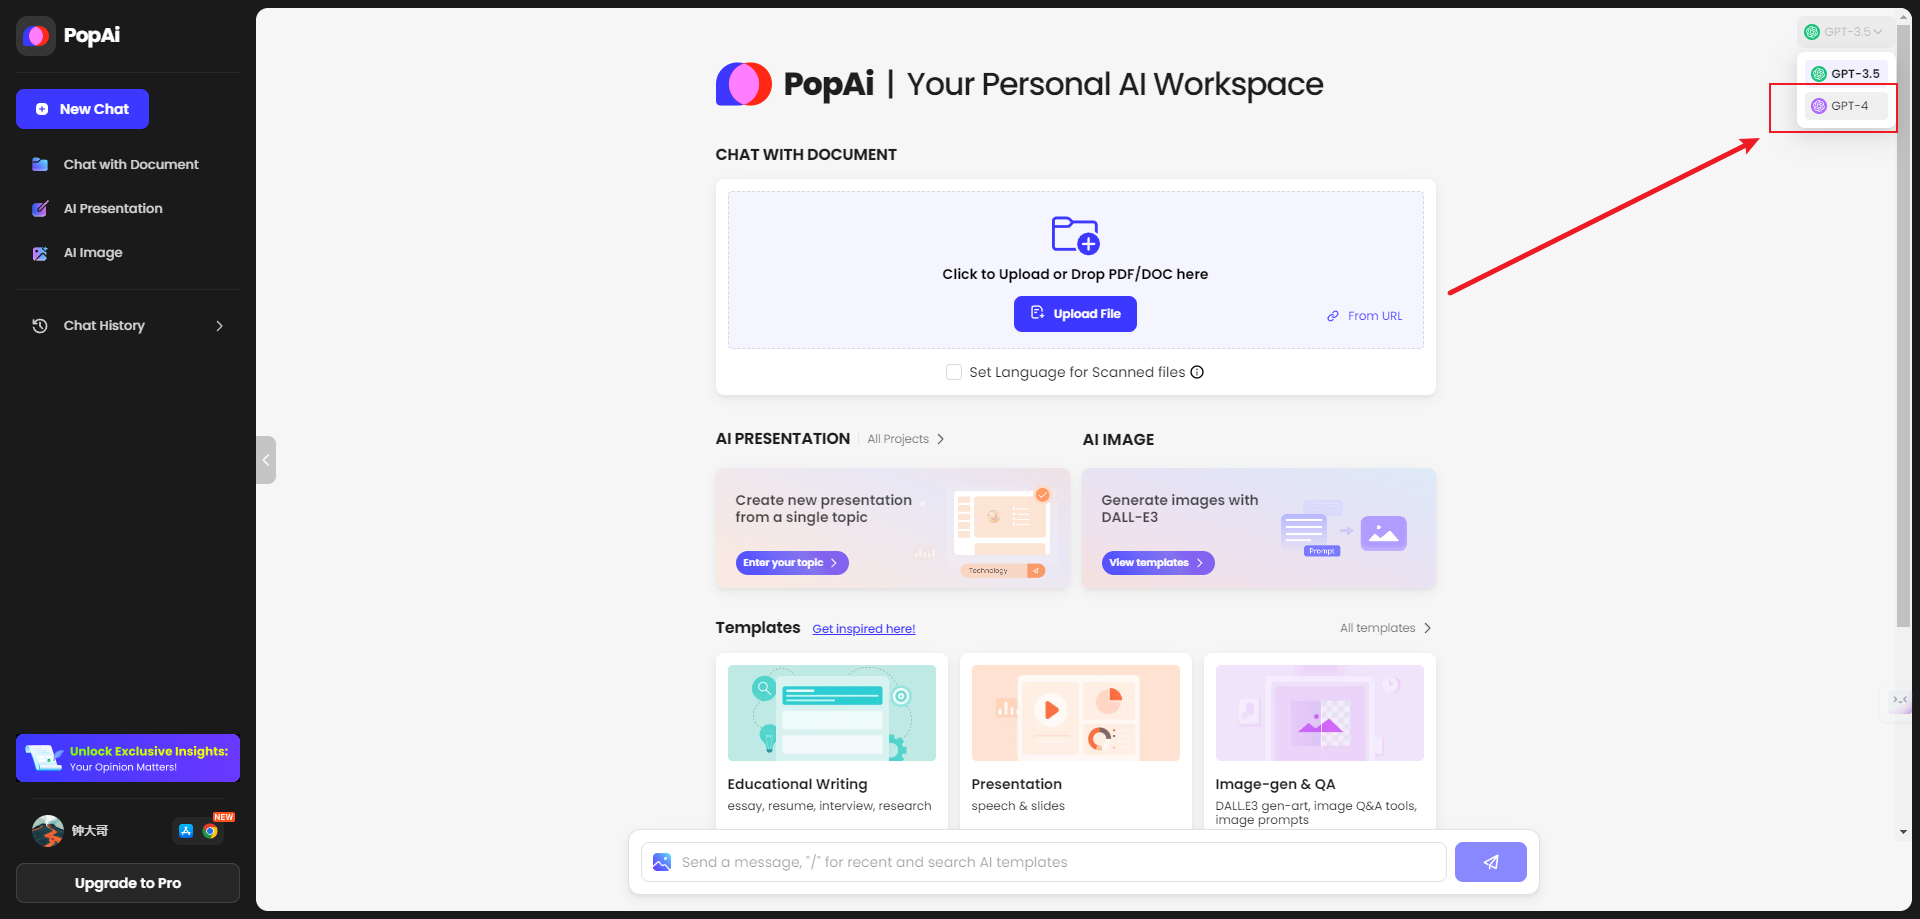 PopAi
New Chat
Chat with Document
AI Presentation
AI Image
Chat History
Unlock Exclusive Insights:
Your Opinion Matters!
钟大哥
NEW
Upgrade to Pro
GPT-3.5
GPT-3.5
GPT-4
PopAi | Your Personal AI Workspace
CHAT WITH DOCUMENT
Click to Upload or Drop PDF/DOC here
Upload File
From URL
Set Language for Scanned files
AI PRESENTATION
All Projects
AI IMAGE
Create new presentation
from a single topic
Enter your topic
Technology
Generate images with
DALL-E3
View templates
Prompt
Templates
Get inspired here!
All templates
Educational Writing
essay, resume, interview, research
Presentation
speech & slides
Image-gen & QA
DALL.E3 gen-art, image Q&A tools,
image prompts
Send a message, "/" for recent and search AI templates